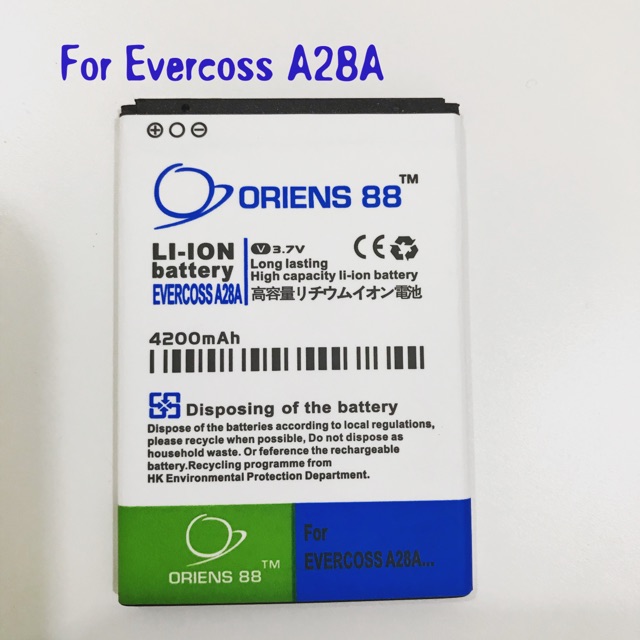 For Evercoss A28A
ORIENS 88™
LI-ION
battery
EVERCOSS A28A
V 3.7V
CE
Long lasting
High capacity li-ion battery
高容量リチウムイオン電池
4200mAh
Disposing of the battery
Dispose of the batteries according to local regulations,
please recycle when possible, Do not dispose as
household waste. Or feference the rechargeable
battery.Recycling programme from
HK Environmental Protection Department.
ORIENS 88™
For
EVERCOSS A28A...